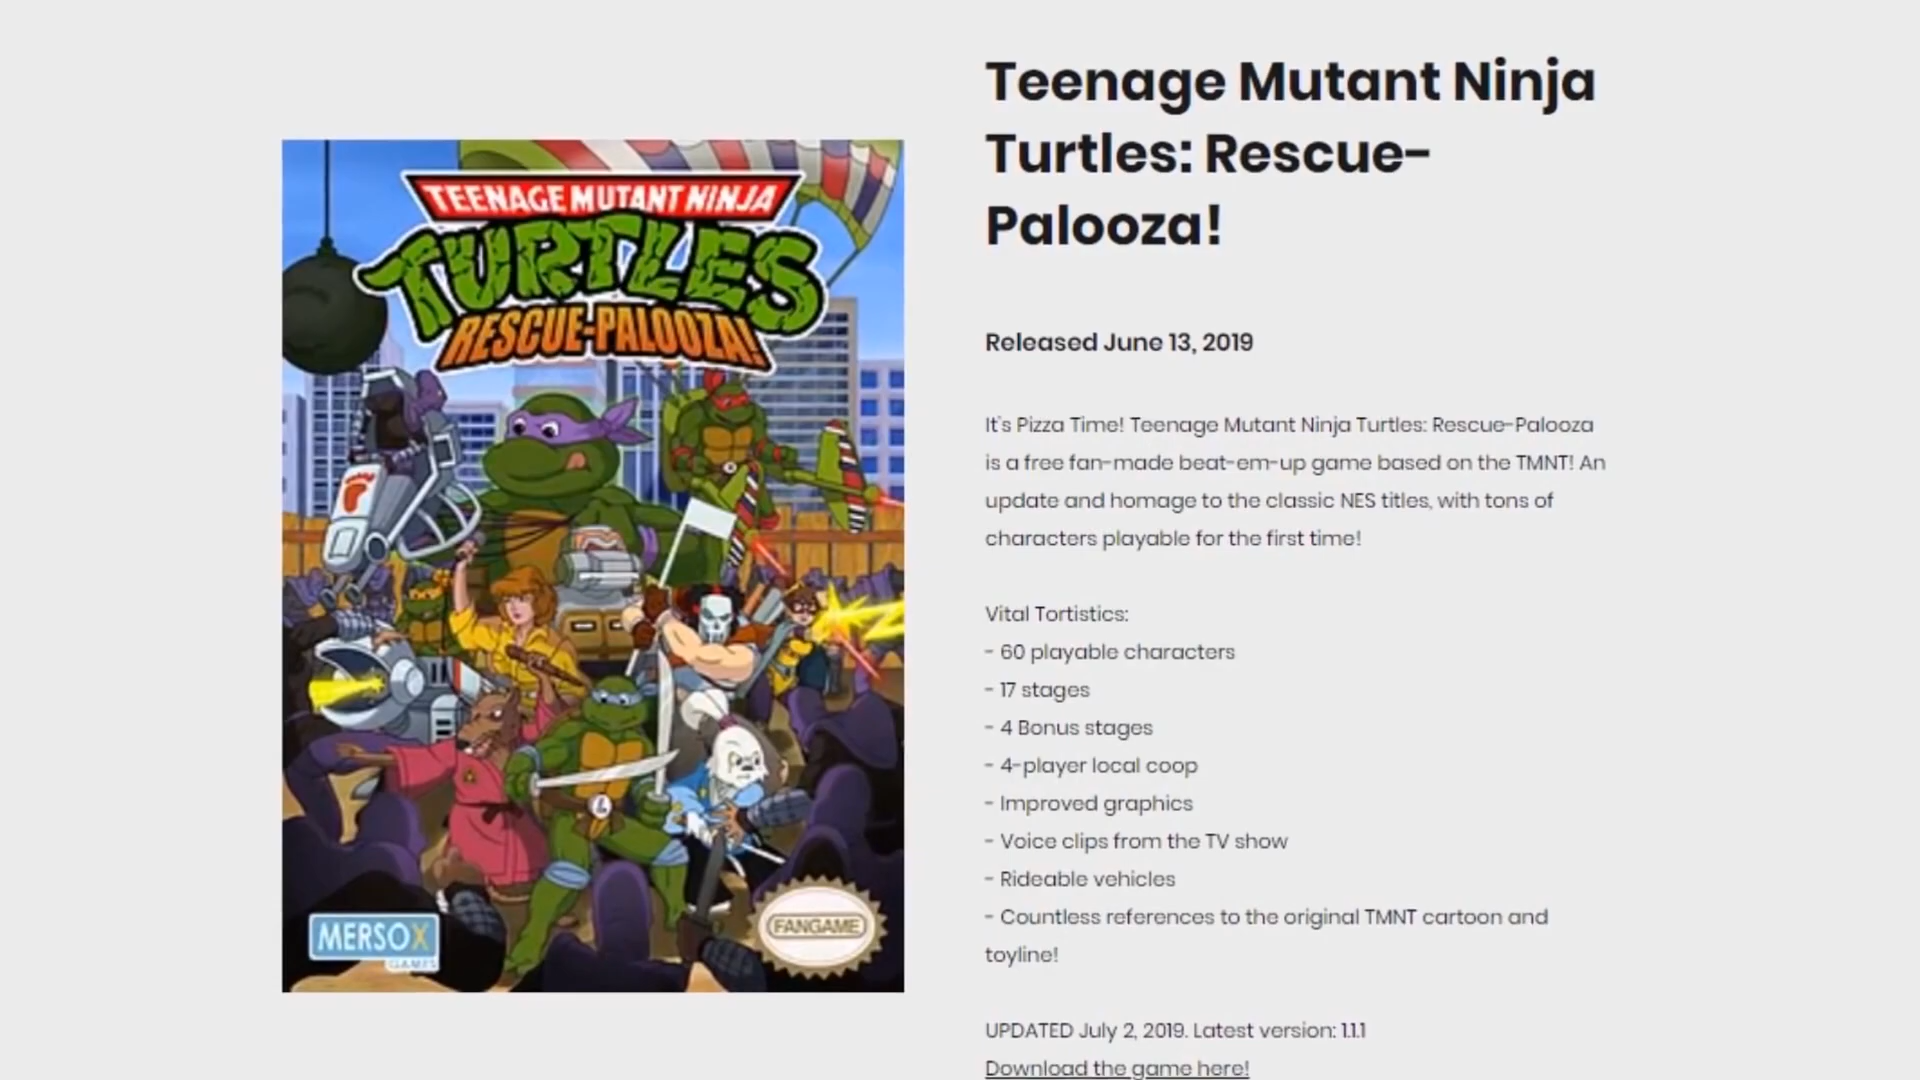 TEENAGE MUTANT NINJA
TURTLES
RESCUE-PALOOZA!
MERSOX
GAMES
FANGAME
Teenage Mutant Ninja
Turtles: Rescue-
Palooza!
Released June 13, 2019
It's Pizza Time! Teenage Mutant Ninja Turtles: Rescue-Palooza
is a free fan-made beat-em-up game based on the TMNT! An
update and homage to the classic NES titles, with tons of
characters playable for the first time!
Vital Tortistics:
- 60 playable characters
- 17 stages
- 4 Bonus stages
- 4-player local coop
- Improved graphics
- Voice clips from the TV show
- Rideable vehicles
- Countless references to the original TMNT cartoon and
toyline!
UPDATED July 2, 2019. Latest version: 1.1.1
Download the game here!